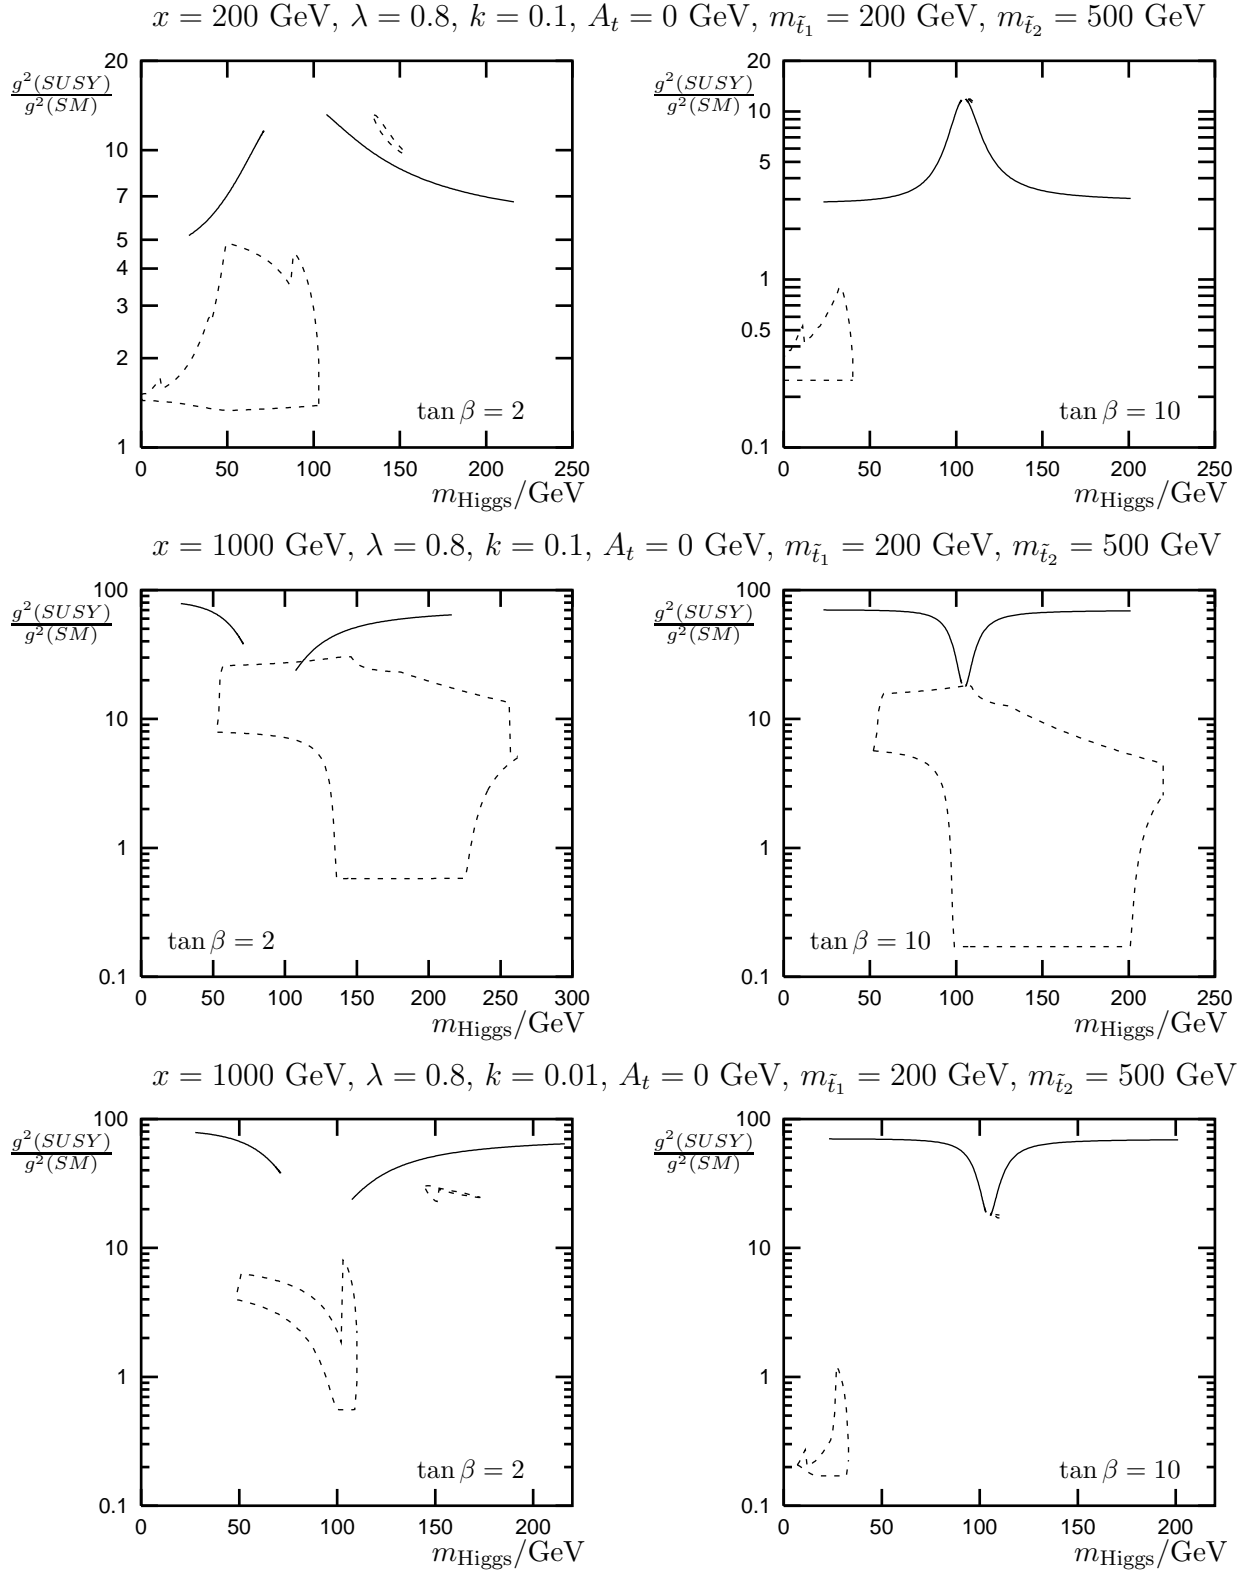 x = 200 GeV, λ = 0.8, k = 0.1, A_t = 0 GeV, m_{t̃_1} = 200 GeV, m_{t̃_2} = 500 GeV
g²(SUSY)
g²(SM)
20
10
7
5
4
3
2
1
tan β = 2
0 50 100 150 200 250
m_Higgs/GeV
g²(SUSY)
g²(SM)
20
10
5
1
0.5
0.1
tan β = 10
0 50 100 150 200 250
m_Higgs/GeV
x = 1000 GeV, λ = 0.8, k = 0.1, A_t = 0 GeV, m_{t̃_1} = 200 GeV, m_{t̃_2} = 500 GeV
g²(SUSY)
g²(SM)
100
10
1
0.1
tan β = 2
0 50 100 150 200 250 300
m_Higgs/GeV
g²(SUSY)
g²(SM)
100
10
1
0.1
tan β = 10
0 50 100 150 200 250
m_Higgs/GeV
x = 1000 GeV, λ = 0.8, k = 0.01, A_t = 0 GeV, m_{t̃_1} = 200 GeV, m_{t̃_2} = 500 GeV
g²(SUSY)
g²(SM)
100
10
1
0.1
tan β = 2
0 50 100 150 200
m_Higgs/GeV
g²(SUSY)
g²(SM)
100
10
1
0.1
tan β = 10
0 50 100 150 200
m_Higgs/GeV